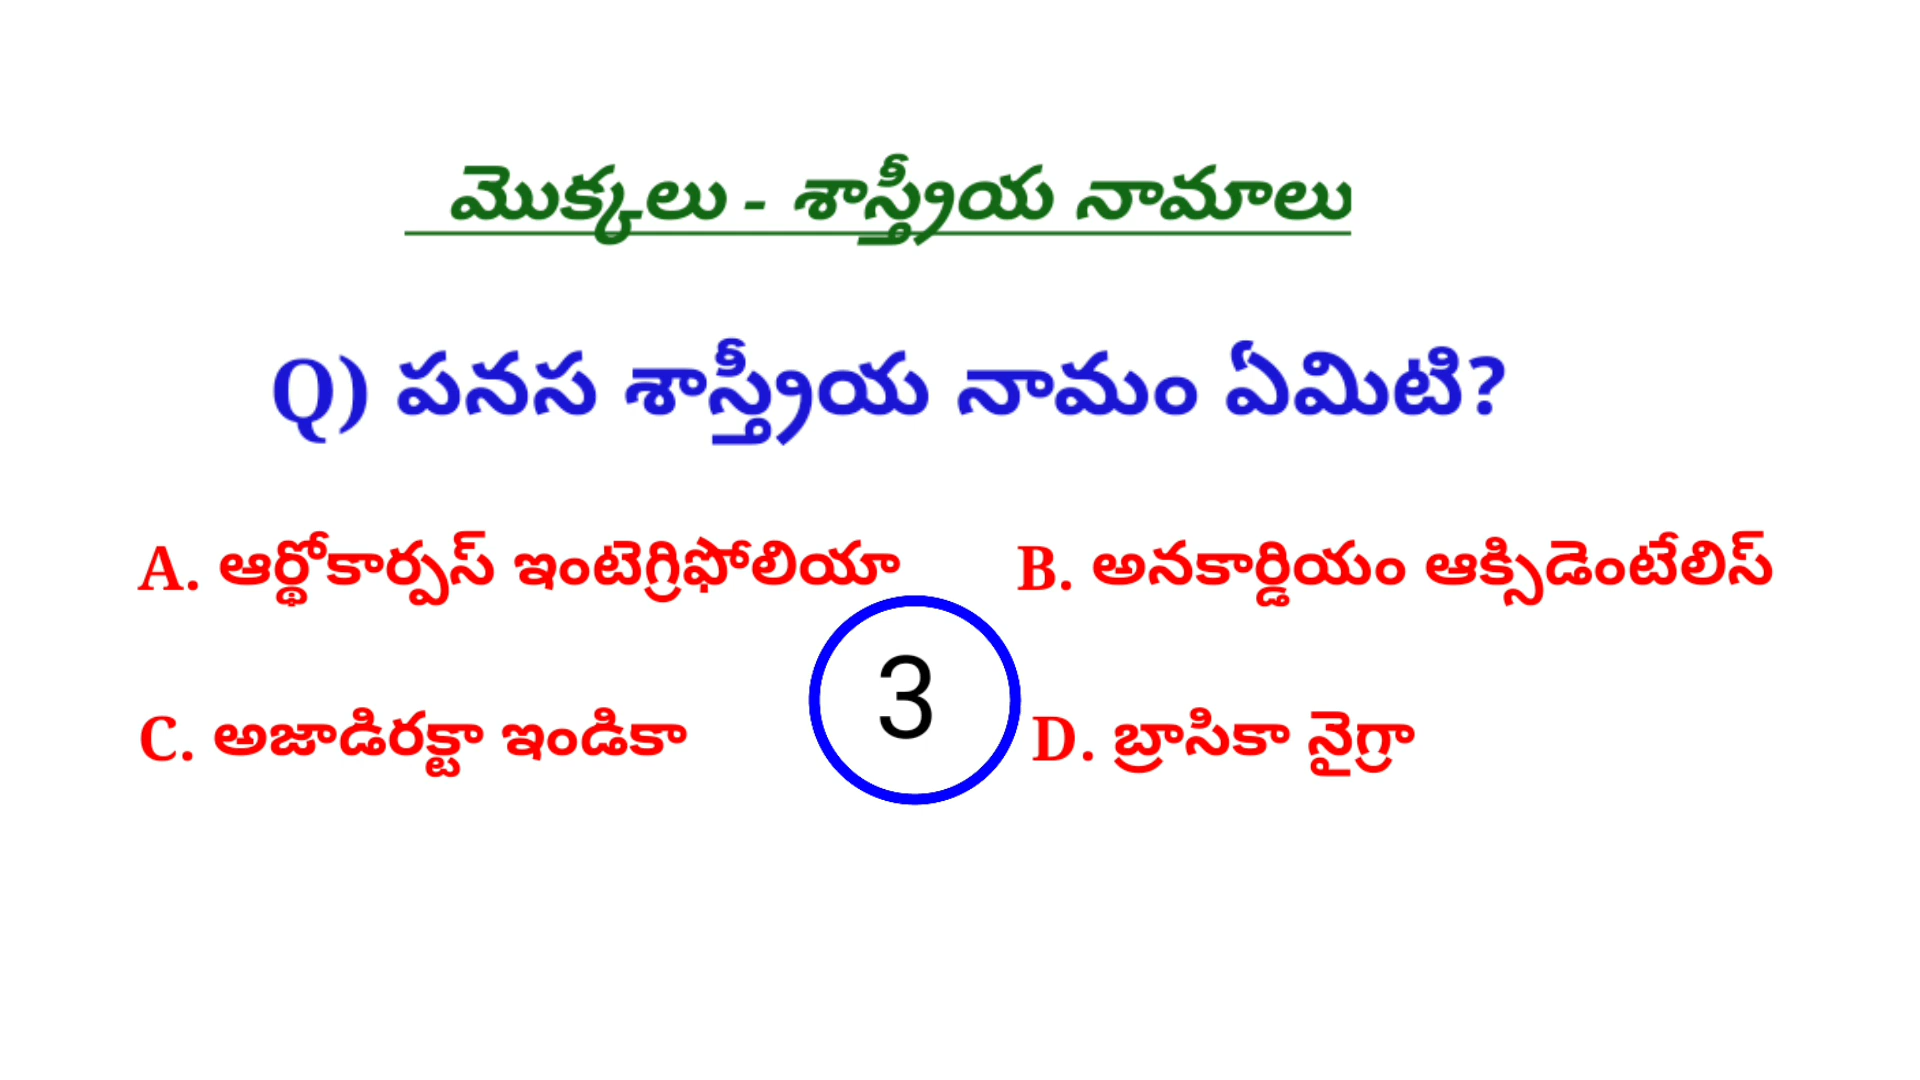 మొక్కలు - శాస్త్రీయ నామాలు
Q) పనస శాస్త్రీయ నామం ఏమిటి?
A. ఆర్థోకార్పస్ ఇంటెగ్రిఫోలియా B. అనకార్డియం ఆక్సిడెంటేలిస్
3
C. అజాడిరక్టా ఇండికా D. బ్రాసికా నైగ్రా